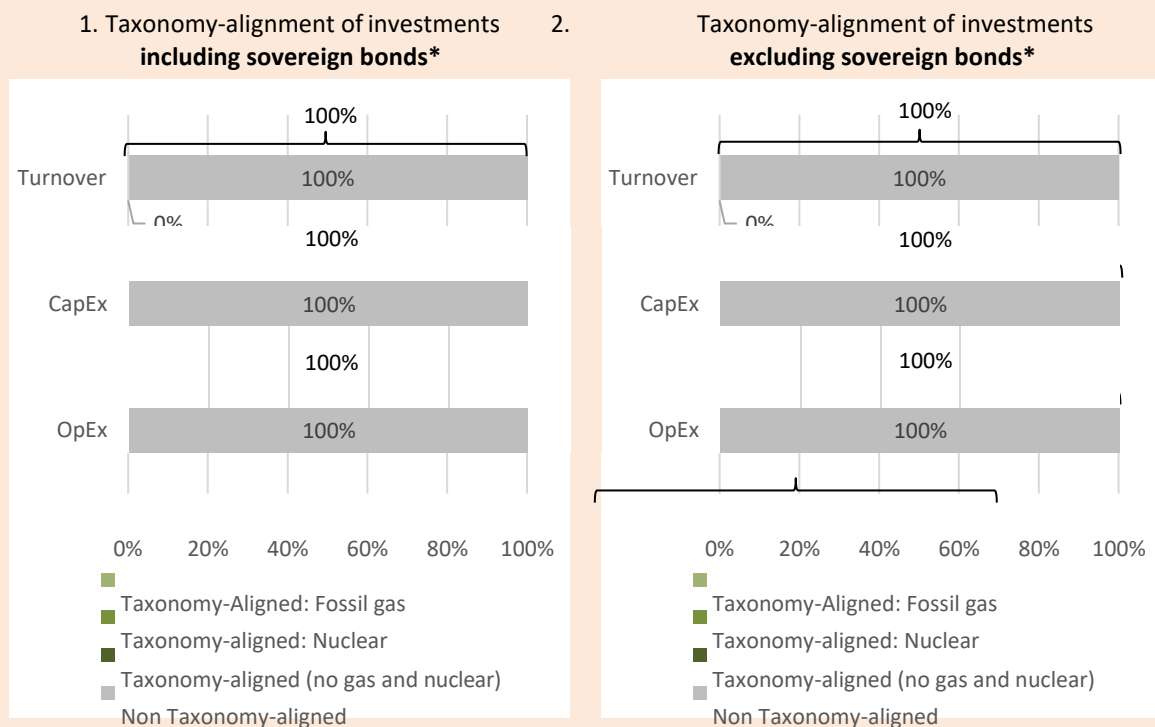 1. Taxonomy-alignment of investments
including sovereign bonds*
100%
Turnover
100%
0%
100%
CapEx
100%
100%
OpEx
100%
0% 20% 40% 60% 80% 100%
Taxonomy-Aligned: Fossil gas
Taxonomy-aligned: Nuclear
Taxonomy-aligned (no gas and nuclear)
Non Taxonomy-aligned
2. Taxonomy-alignment of investments
excluding sovereign bonds*
100%
Turnover
100%
0%
100%
CapEx
100%
100%
OpEx
100%
0% 20% 40% 60% 80% 100%
Taxonomy-Aligned: Fossil gas
Taxonomy-aligned: Nuclear
Taxonomy-aligned (no gas and nuclear)
Non Taxonomy-aligned